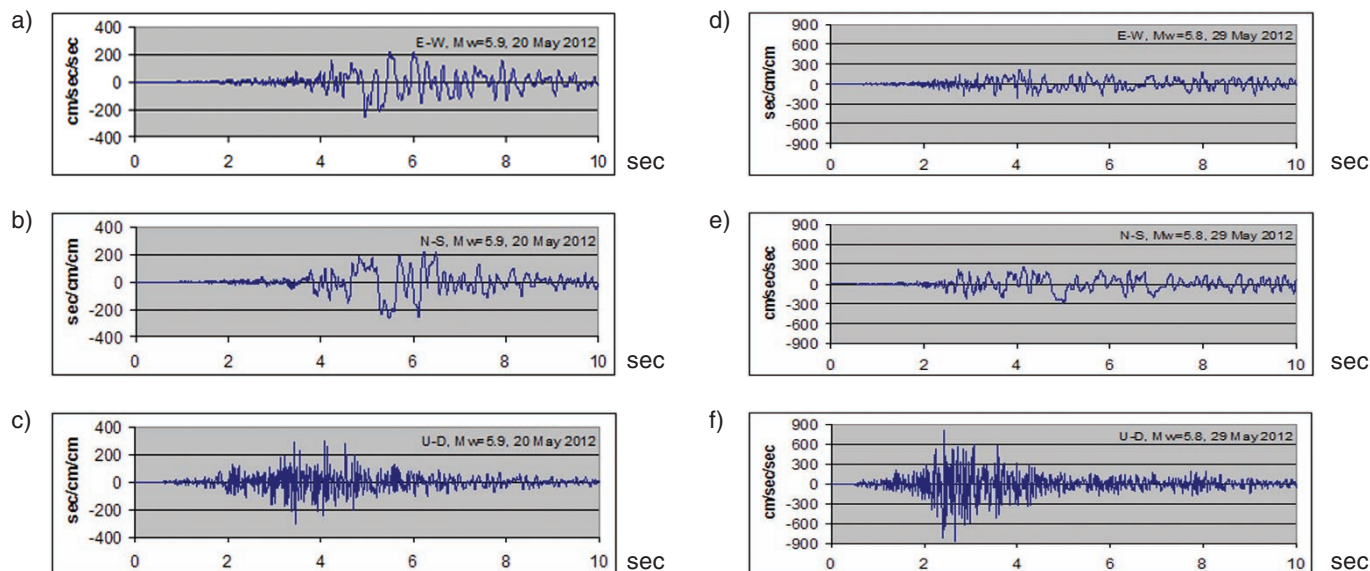 a)
400
200
0
-200
-400
cm/sec/sec/sec
E-W, Mw=5.9, 20 May 2012
0 2 4 6 8 10 sec
b)
400
200
0
-200
-400
sec/cm/cm
N-S, Mw=5.9, 20 May 2012
0 2 4 6 8 10 sec
c)
400
200
0
-200
-400
sec/cm/cm
U-D, Mw=5.9, 20 May 2012
0 2 4 6 8 10 sec
d)
900
600
300
0
-300
-600
-900
sec/cm/cm
E-W, Mw=5.8, 29 May 2012
0 2 4 6 8 10 sec
e)
900
600
300
0
-300
-600
-900
cm/sec/sec
N-S, Mw=5.8, 29 May 2012
0 2 4 6 8 10 sec
f)
900
600
300
0
-300
-600
-900
cm/sec/sec
U-D, Mw=5.8, 29 May 2012
0 2 4 6 8 10 sec